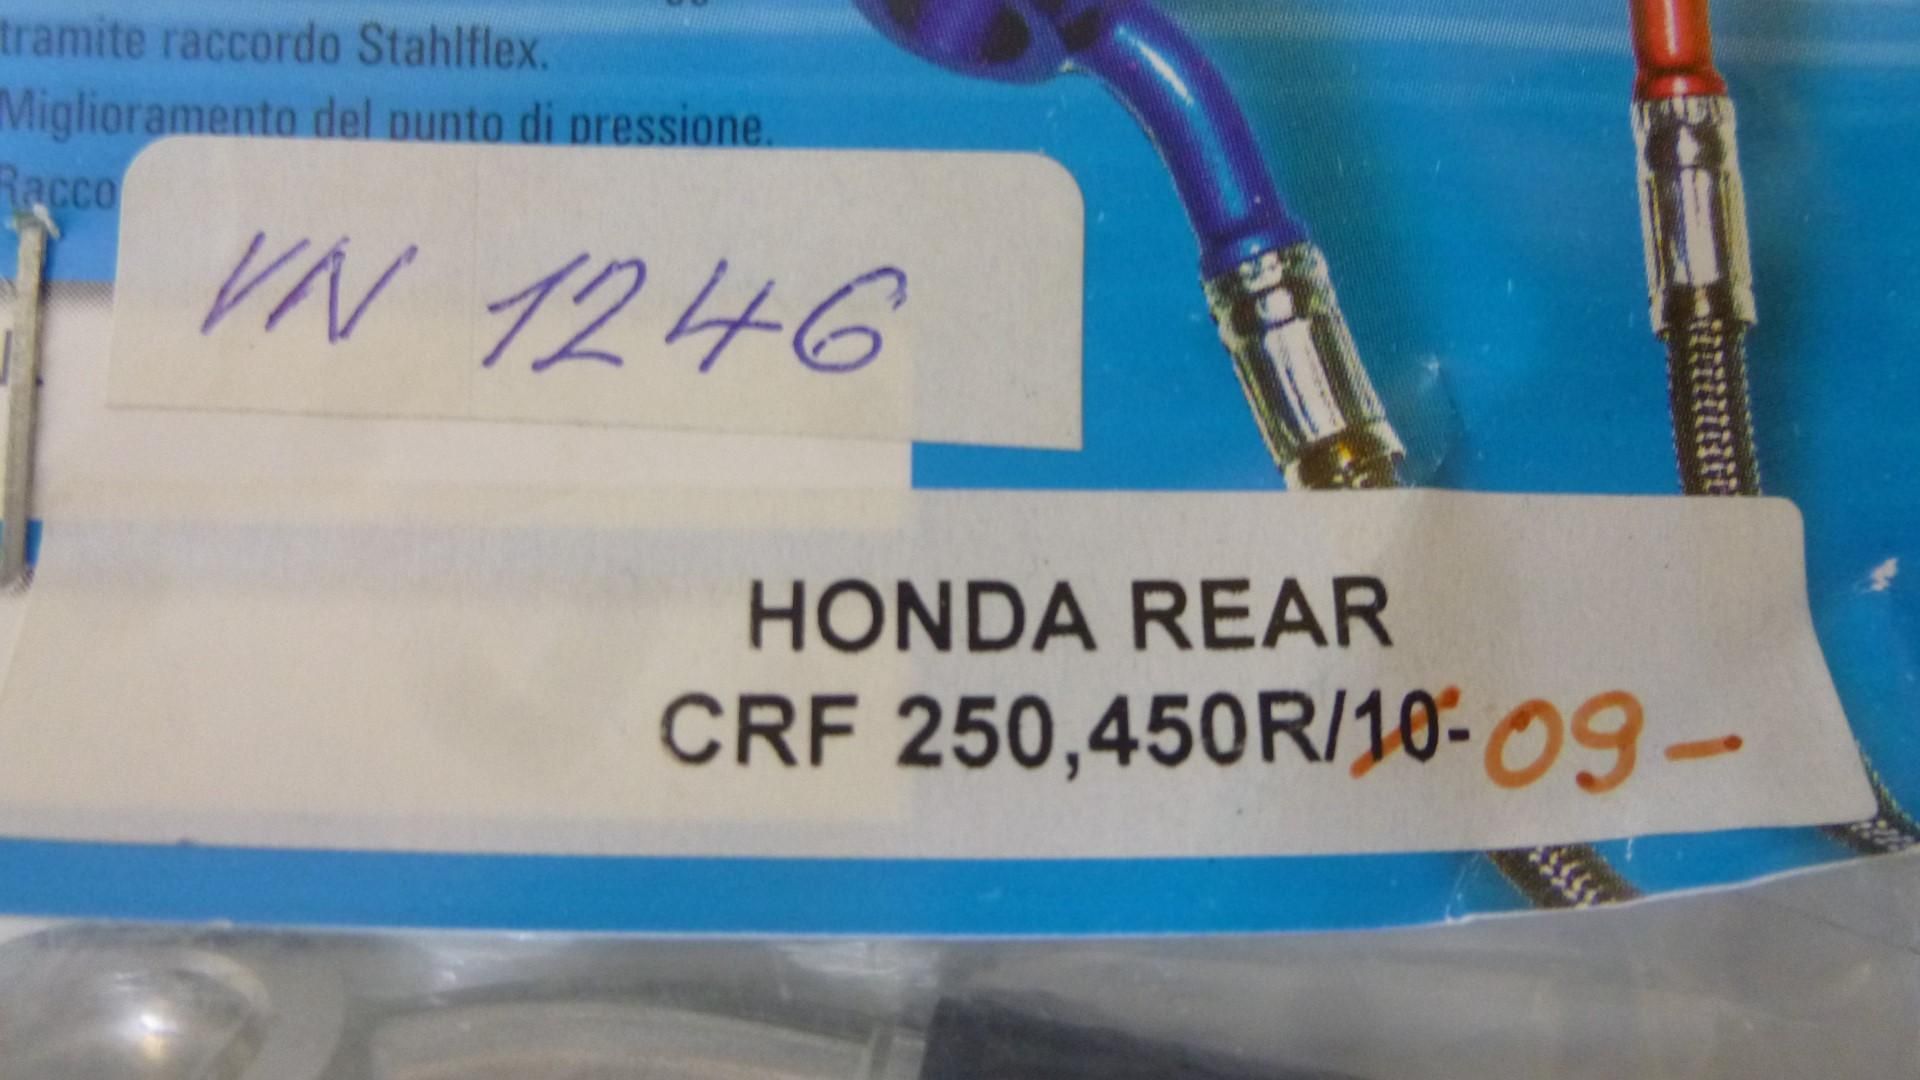 tramite raccordo Stahlflex.
Miglioramento del punto di pressione.
Racco
VN 1246
HONDA REAR
CRF 250,450R/10- 09-